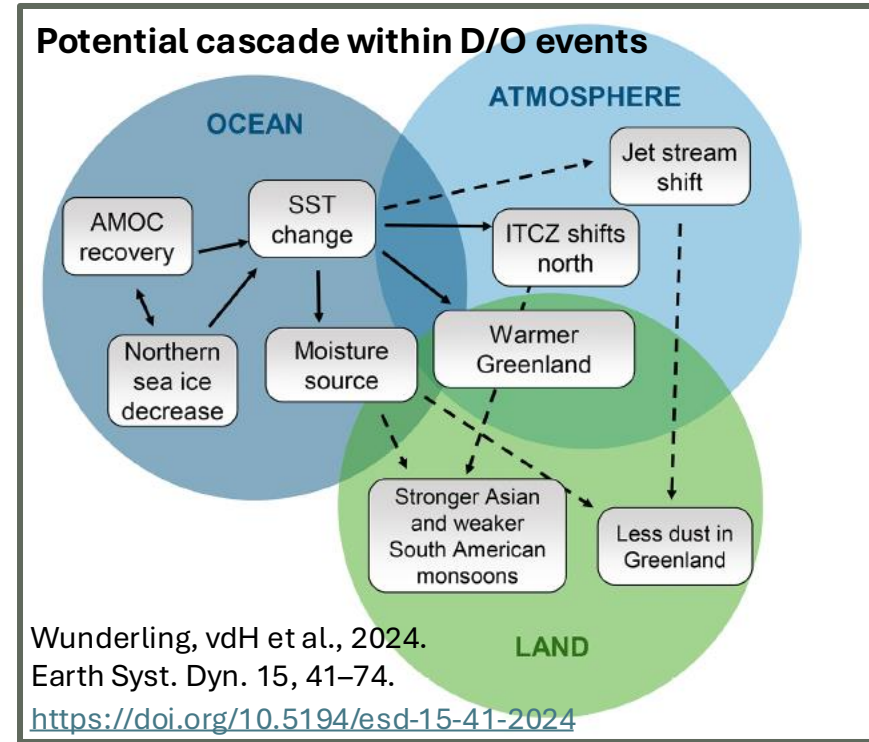 Potential cascade within D/O events
ATMOSPHERE
OCEAN
Jet stream
shift
SST
change
AMOC
recovery
ITCZ shifts
north
Warmer
Greenland
Northern
sea ice
decrease
Moisture
source
Stronger Asian
and weaker
South American
monsoons
Less dust in
Greenland
LAND
Wunderling, vdH et al., 2024.
Earth Syst. Dyn. 15, 41–74.
https://doi.org/10.5194/esd-15-41-2024